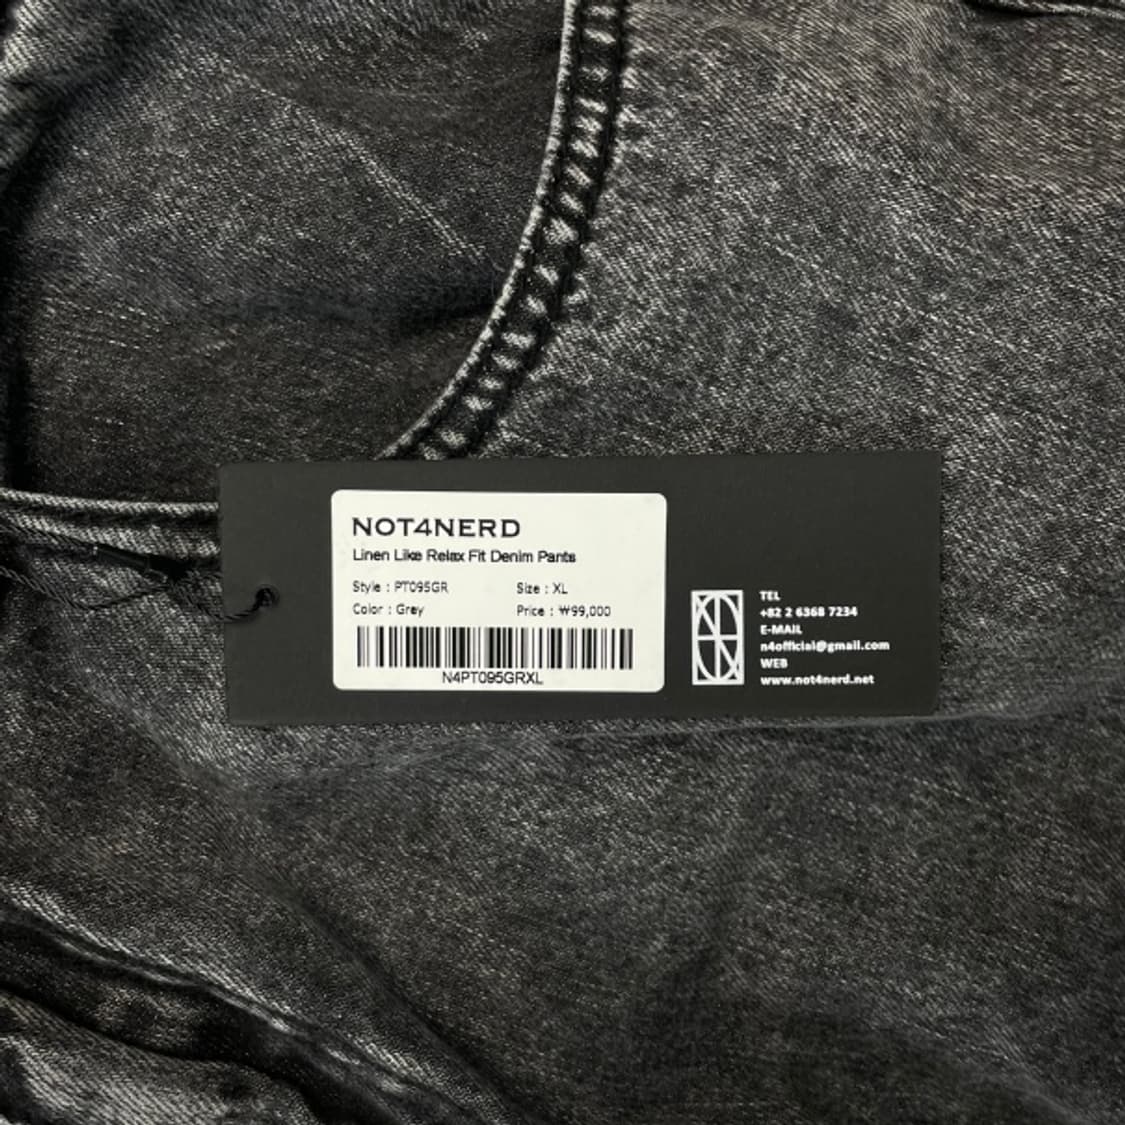 NOT4NERD
Linen Like Relax Fit Denim Pants
Style : PT095GR Size : XL
Color : Grey Price : ₩99,000
N4PT095GRXL
TEL
+82 2 6368 7234
E-MAIL
n4official@gmail.com
WEB
www.not4nerd.net